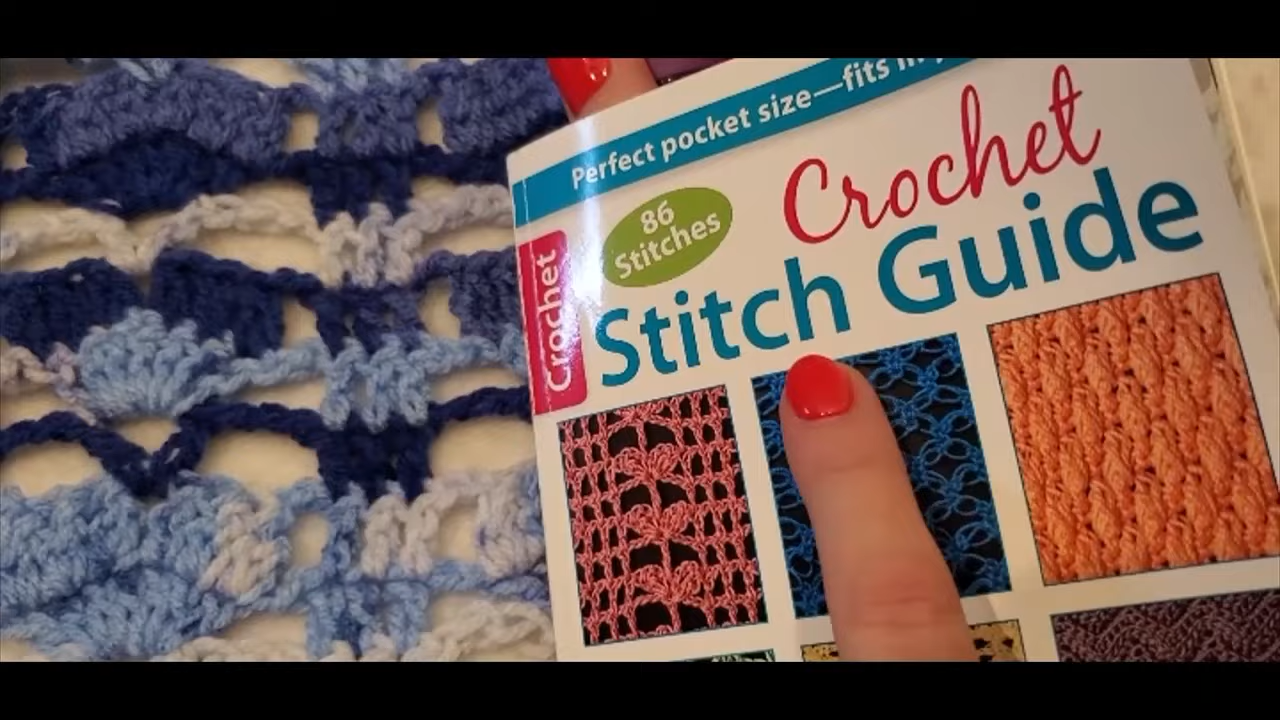 Perfect pocket size—fits in
Crochet
86
Stitches
Stitch Guide
Crochet